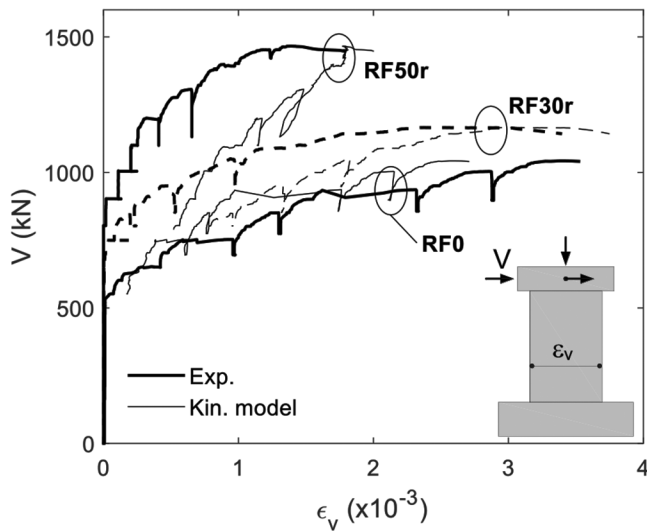 1500
1000
500
0
V (kN)
RF50r
RF30r
RF0
V
εᵥ
Exp.
Kin. model
0
1
2
3
4
ϵᵥ (x10⁻³)